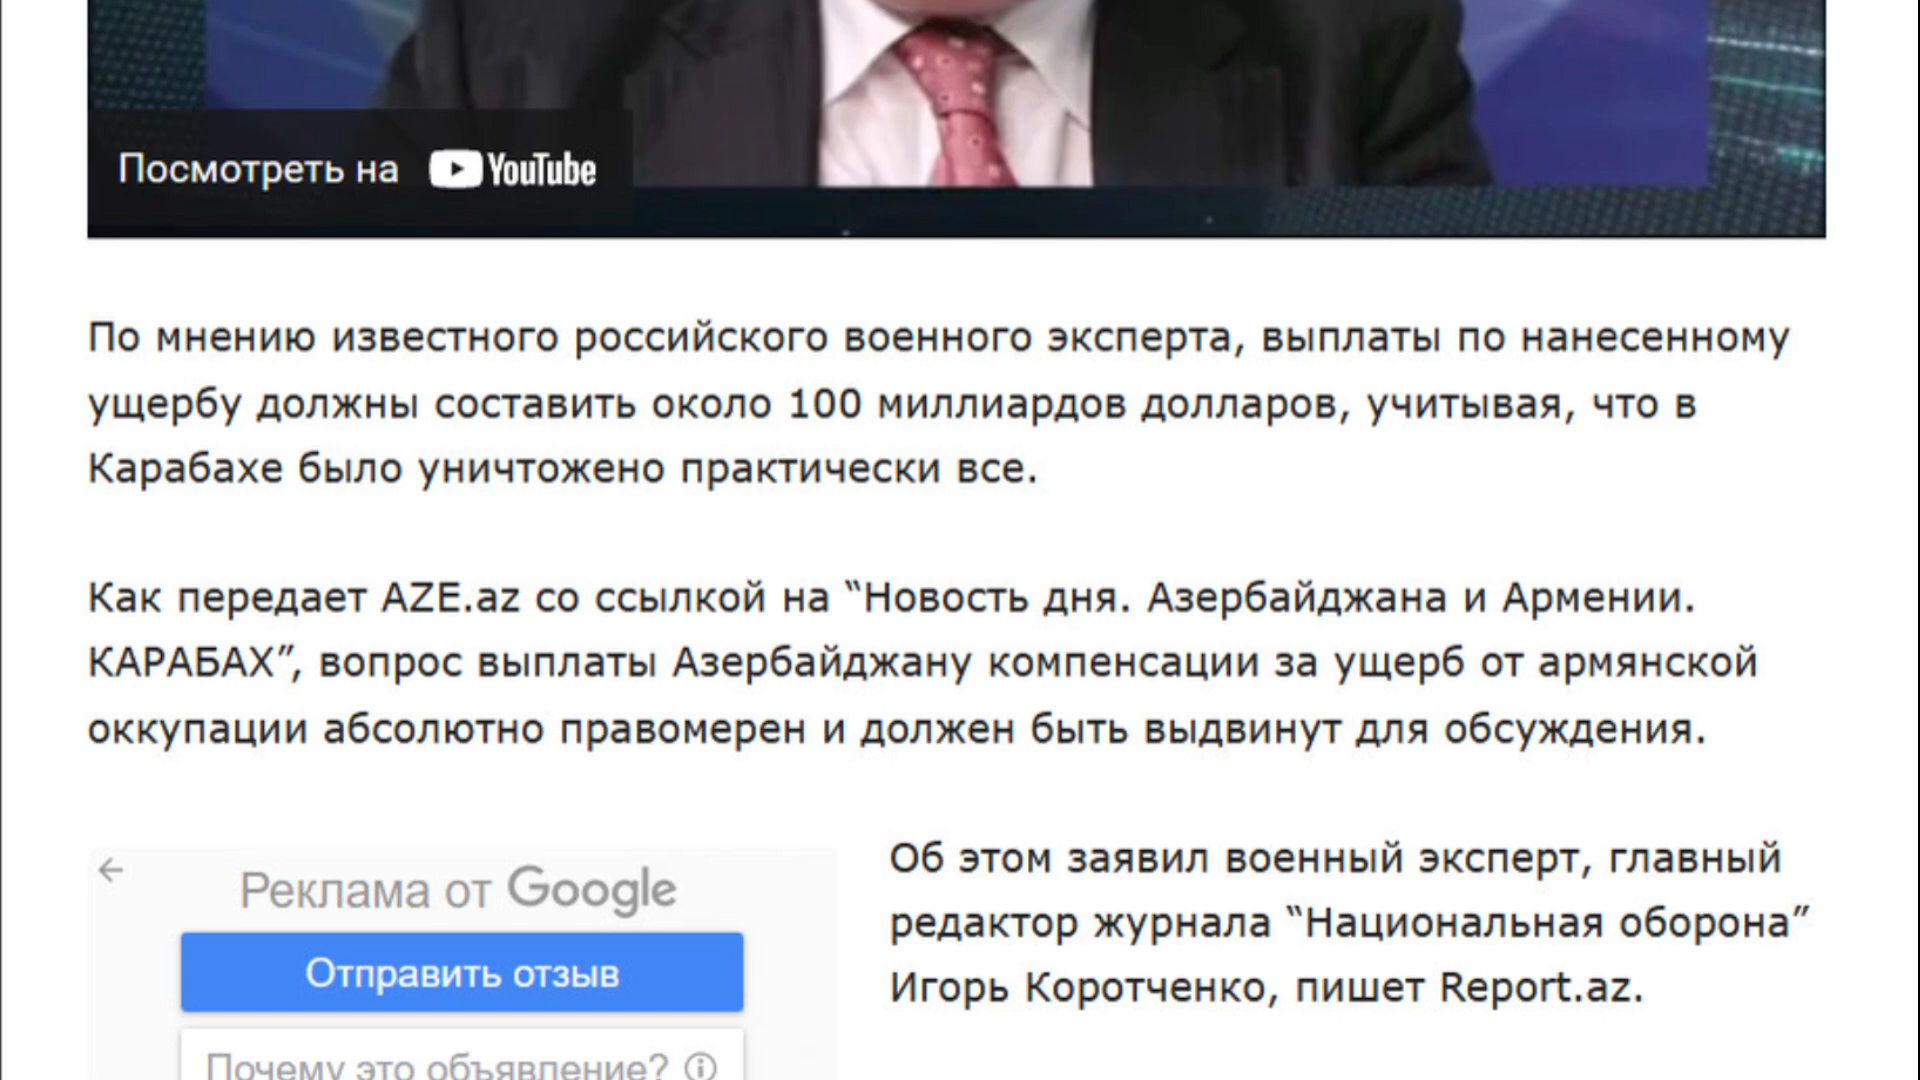 Посмотреть на YouTube
По мнению известного российского военного эксперта, выплаты по нанесенному
ущербу должны составить около 100 миллиардов долларов, учитывая, что в
Карабахе было уничтожено практически все.
Как передает AZE.az со ссылкой на “Новость дня. Азербайджана и Армении.
КАРАБАХ”, вопрос выплаты Азербайджану компенсации за ущерб от армянской
оккупации абсолютно правомерен и должен быть выдвинут для обсуждения.
Об этом заявил военный эксперт, главный
редактор журнала “Национальная оборона”
Игорь Коротченко, пишет Report.az.
Реклама от Google
Отправить отзыв
Почему это объявление?